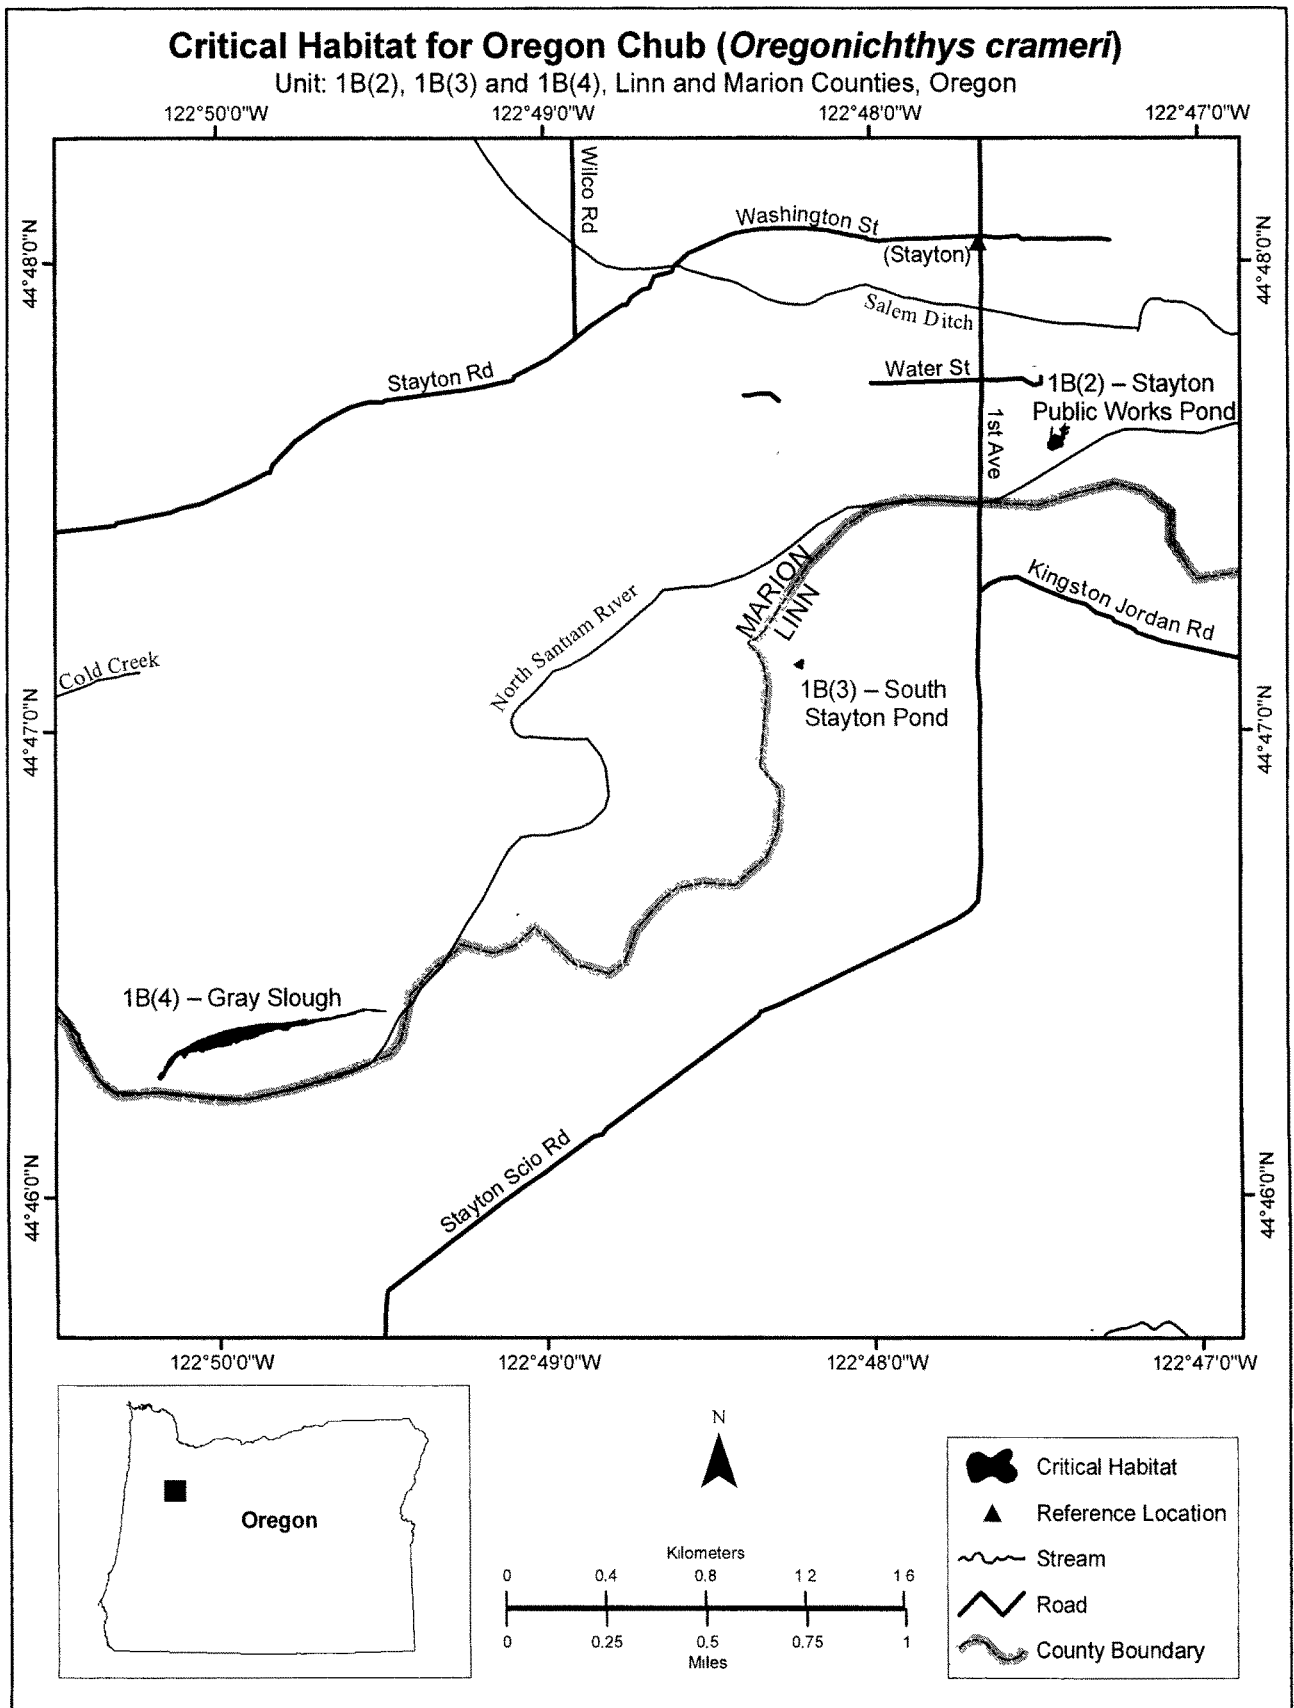 Critical Habitat for Oregon Chub (Oregonichthys crameri)
Unit: 1B(2), 1B(3) and 1B(4), Linn and Marion Counties, Oregon
122°50'0"W
122°49'0"W
122°48'0"W
122°47'0"W
44°48'0"N
44°48'0"N
Wilco Rd
Washington St
(Stayton)
Salem Ditch
Stayton Rd
Water St
1B(2) – Stayton
Public Works Pond
1st Ave
MARION
LINN
Kingston Jordan Rd
North Santiam River
Cold Creek
1B(3) – South
Stayton Pond
44°47'0"N
44°47'0"N
1B(4) – Gray Slough
Stayton Scio Rd
44°46'0"N
44°46'0"N
122°50'0"W
122°49'0"W
122°48'0"W
122°47'0"W
Oregon
N
Kilometers
0 0.4 0.8 1 2 1 6
0 0.25 0.5 0.75 1
Miles
Critical Habitat
Reference Location
Stream
Road
County Boundary